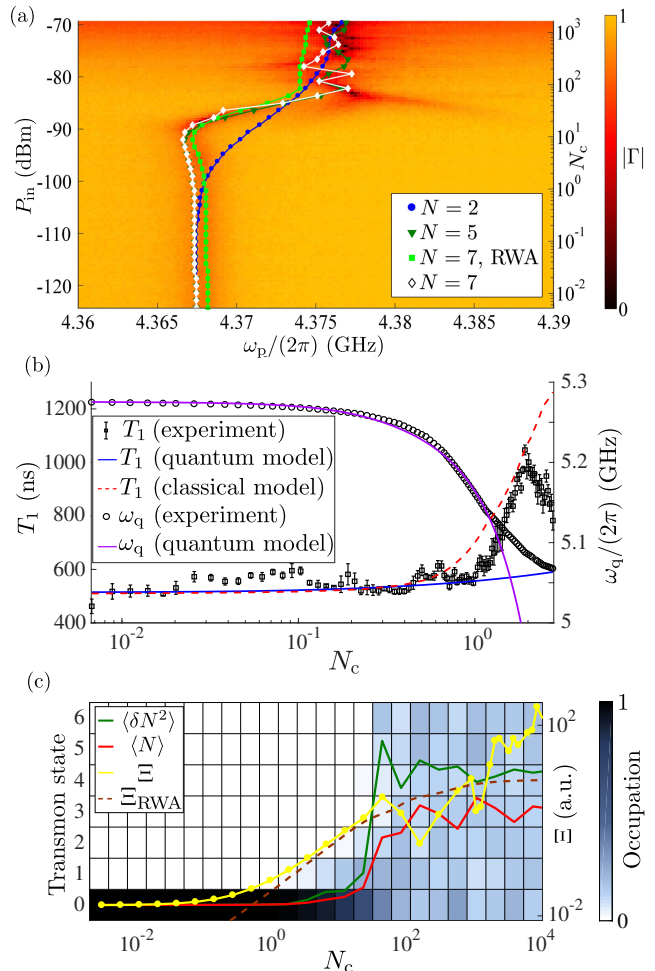 (a)
-70
-80
-90
-100
-110
-120
P_in (dBm)
10^3
10^2
10^1
10^0
10^-1
10^-2
N_c
1
|Γ|
0
N = 2
N = 5
N = 7, RWA
N = 7
4.36 4.365 4.37 4.375 4.38 4.385 4.39
ω_p/(2π) (GHz)
(b)
1200
1000
800
600
400
T_1 (ns)
5.3
5.2
5.1
5.05
5
ω_q/(2π) (GHz)
T_1 (experiment)
T_1 (quantum model)
T_1 (classical model)
ω_q (experiment)
ω_q (quantum model)
10^-2 10^-1 10^0
N_c
(c)
6
5
4
3
2
1
0
Transmon state
⟨δN^2⟩
⟨N⟩
Ξ
Ξ_RWA
10^2
10^-2
Ξ (a.u.)
1
Occupation
0
10^-2 10^0 10^2 10^4
N_c